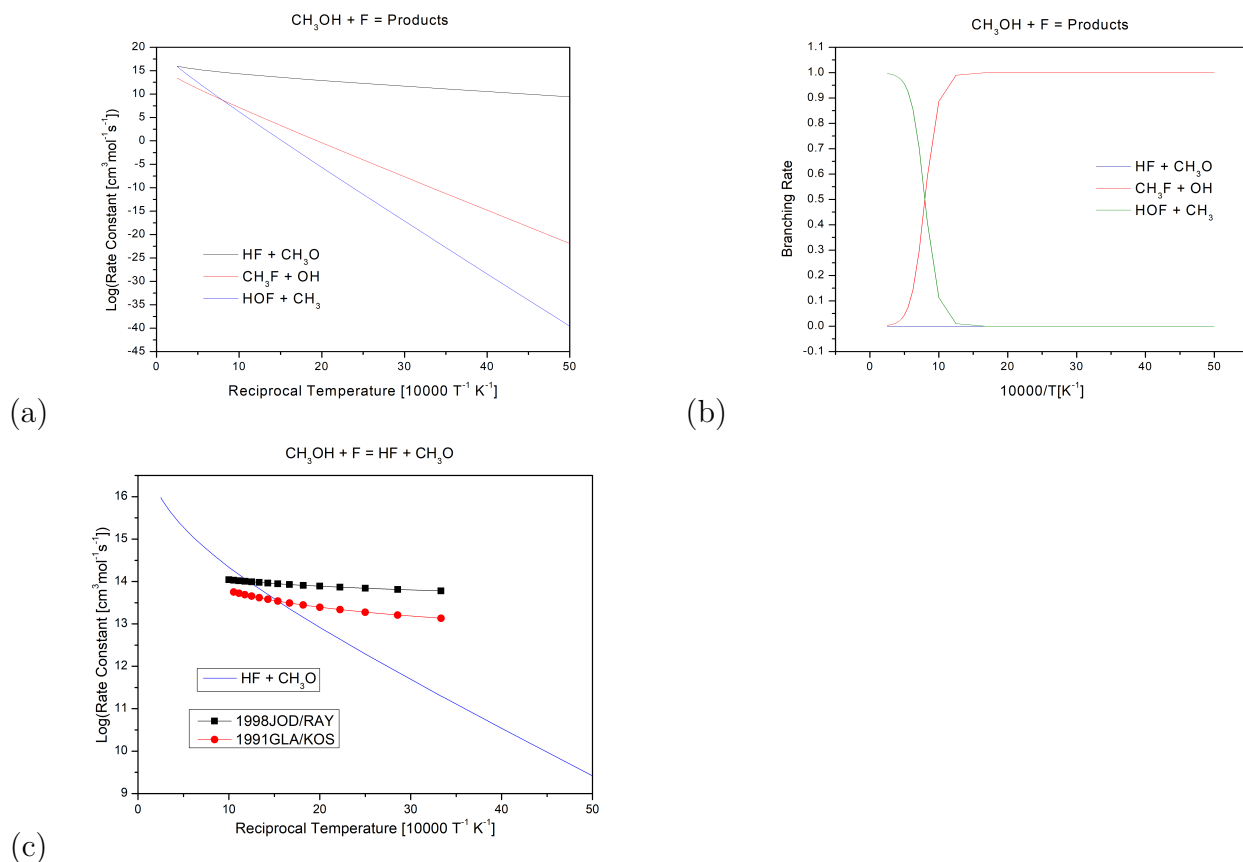 CH₃OH + F = Products
Log(Rate Constant [cm³mol⁻¹s⁻¹])
20
15
10
5
0
-5
-10
-15
-20
-25
-30
-35
-40
-45
HF + CH₃O
CH₃F + OH
HOF + CH₃
0 10 20 30 40 50
Reciprocal Temperature [10000 T⁻¹ K⁻¹]
(a)
CH₃OH + F = Products
Branching Rate
1.1
1.0
0.9
0.8
0.7
0.6
0.5
0.4
0.3
0.2
0.1
0.0
-0.1
HF + CH₃O
CH₃F + OH
HOF + CH₃
0 10 20 30 40 50
10000/T[K⁻¹]
(b)
CH₃OH + F = HF + CH₃O
Log(Rate Constant [cm³mol⁻¹s⁻¹])
16
15
14
13
12
11
10
9
HF + CH₃O
1998JOD/RAY
1991GLA/KOS
0 10 20 30 40 50
Reciprocal Temperature [10000 T⁻¹ K⁻¹]
(c)